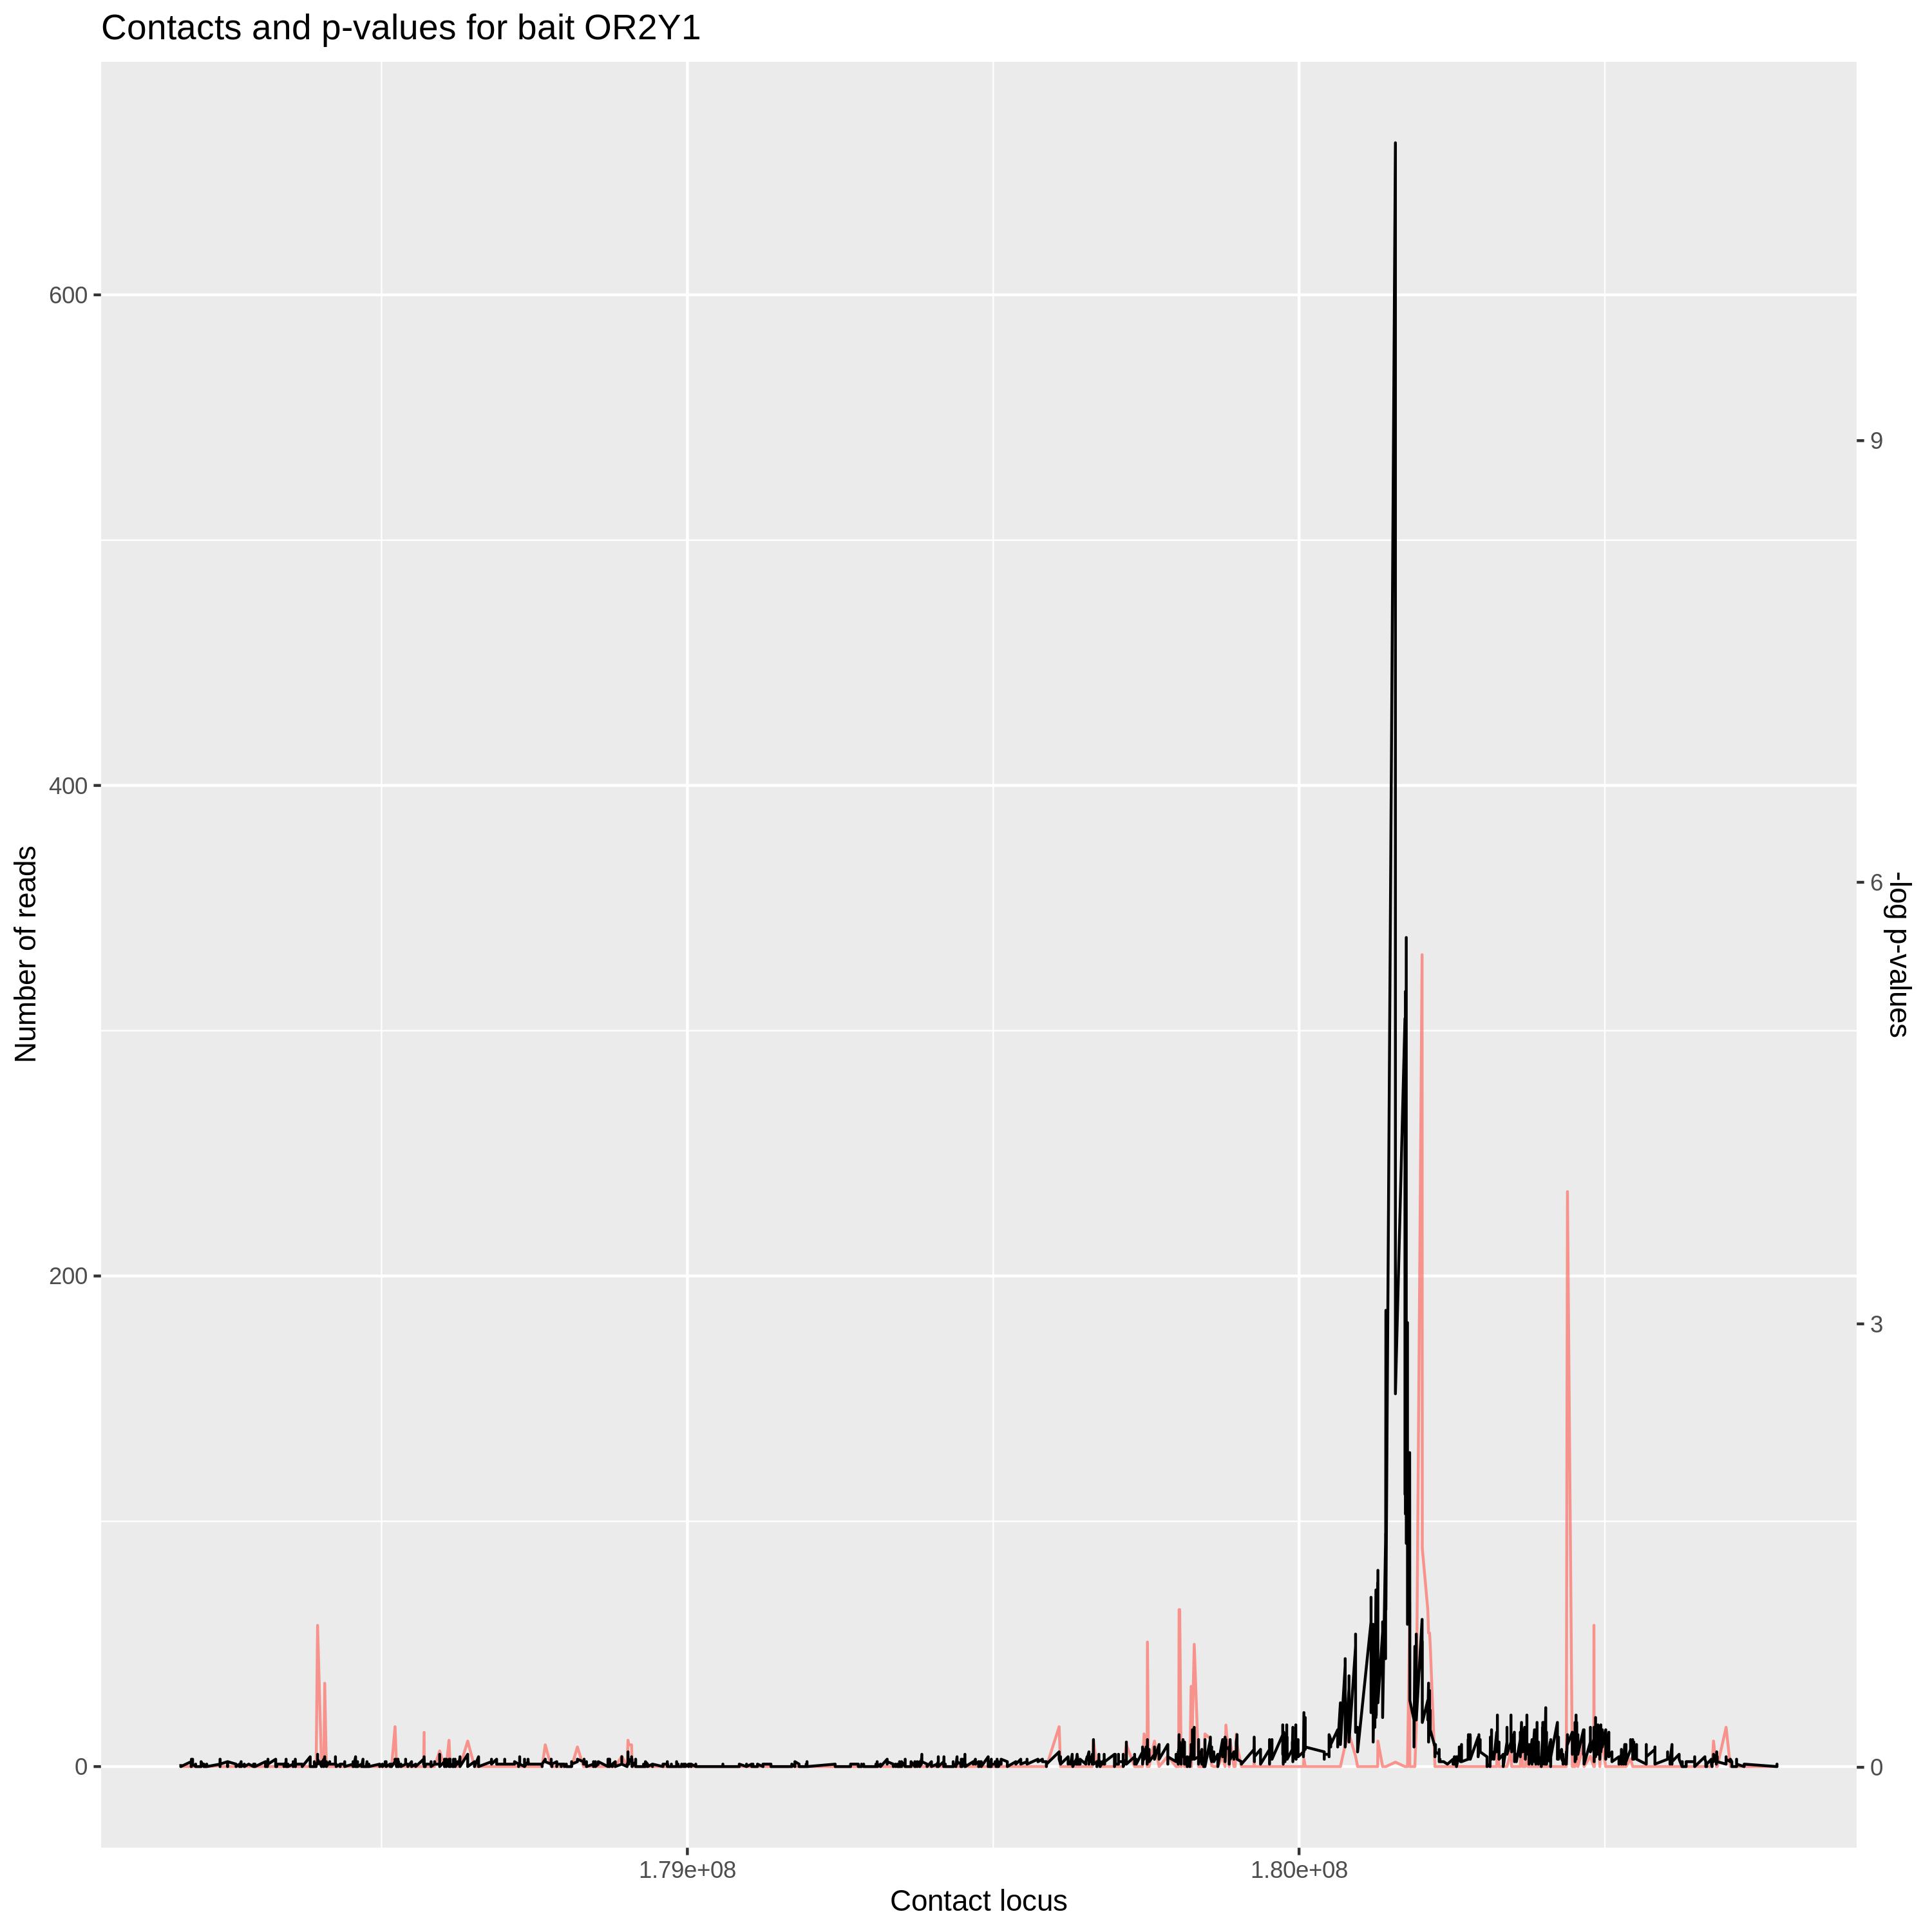 Contacts and p-values for bait OR2Y1
600
400
200
0
Number of reads
9
6
3
0
-log p-values
1.79e+08
1.80e+08
Contact locus